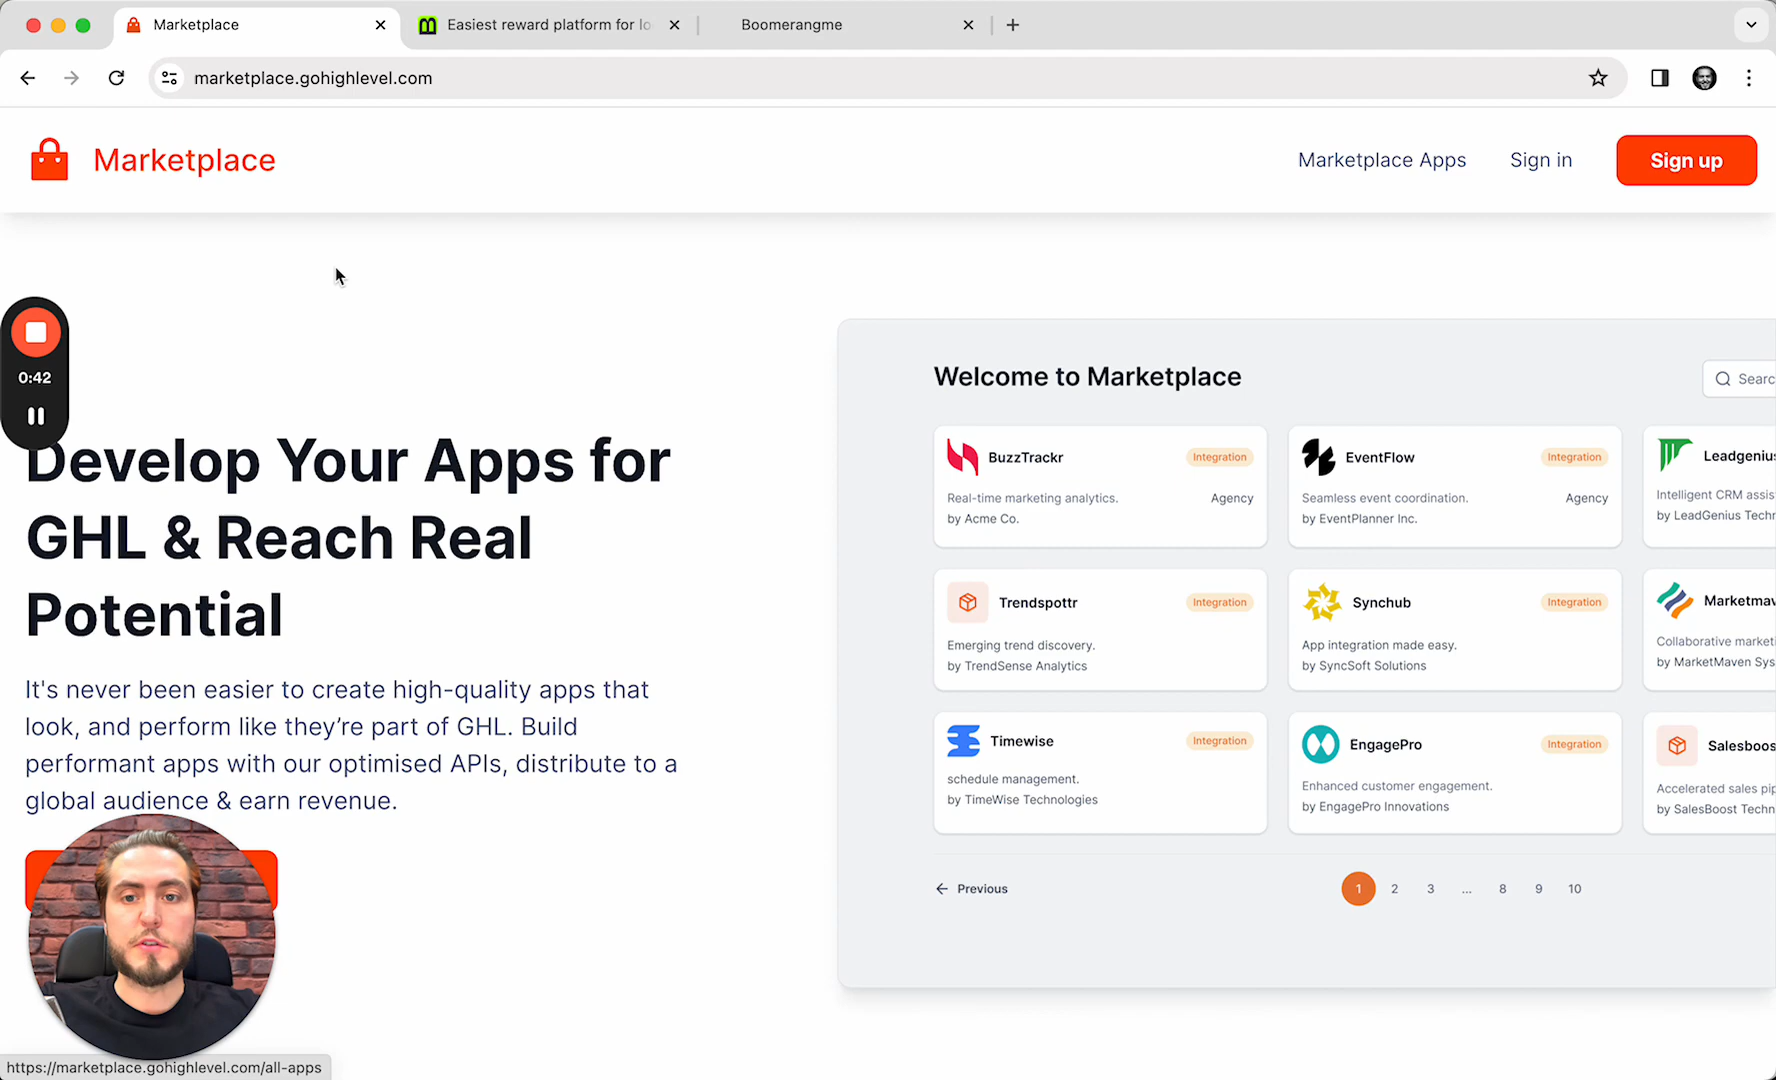 Marketplace
Easiest reward platform for lo
Boomerangme
marketplace.gohighlevel.com
Marketplace
Marketplace Apps
Sign in
Sign up
0:42
Develop Your Apps for
GHL & Reach Real
Potential
It's never been easier to create high-quality apps that
look, and perform like they’re part of GHL. Build
performant apps with our optimised APIs, distribute to a
global audience & earn revenue.
Welcome to Marketplace
Searc
BuzzTrackr
Integration
Real-time marketing analytics.
Agency
by Acme Co.
EventFlow
Integration
Seamless event coordination.
Agency
by EventPlanner Inc.
Leadgenius
Intelligent CRM assis
by LeadGenius Techn
Trendspottr
Integration
Emerging trend discovery.
by TrendSense Analytics
Synchub
Integration
App integration made easy.
by SyncSoft Solutions
Marketmav
Collaborative marketi
by MarketMaven Sys
Timewise
Integration
schedule management.
by TimeWise Technologies
EngagePro
Integration
Enhanced customer engagement.
by EngagePro Innovations
Salesboos
Accelerated sales pip
by SalesBoost Techn
Previous
1 2 3 ... 8 9 10
https://marketplace.gohighlevel.com/all-apps